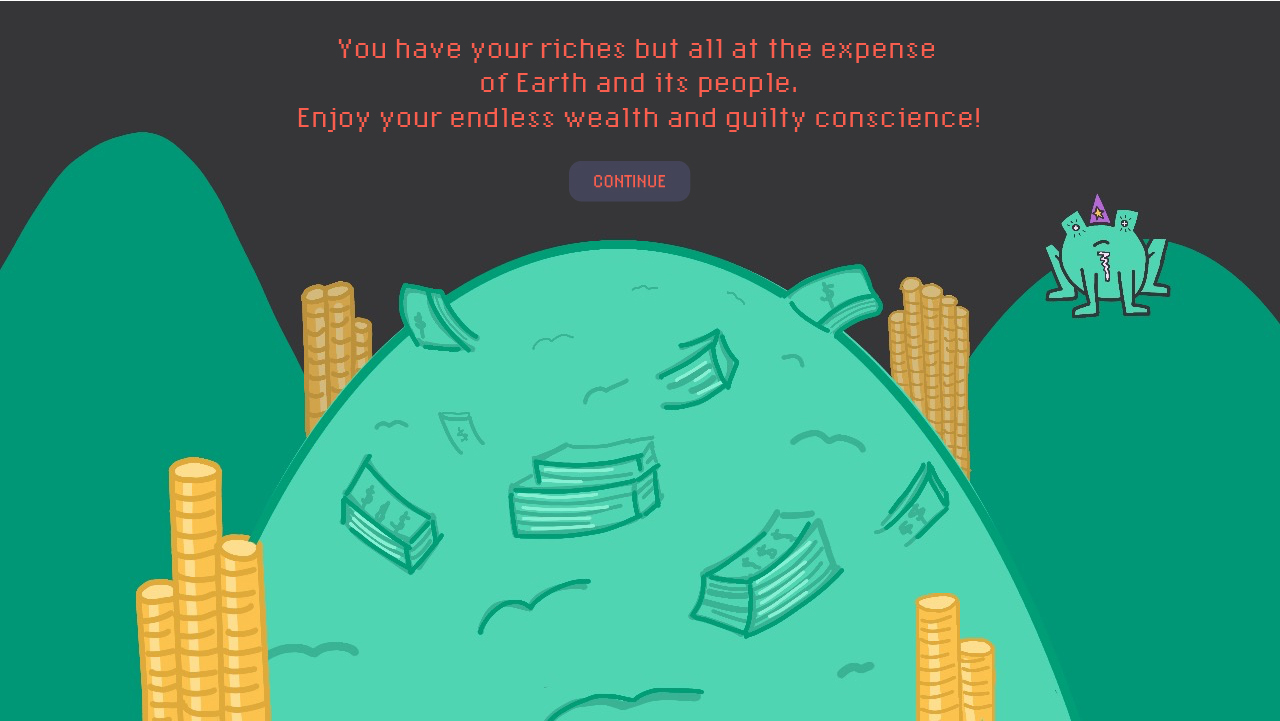 You have your riches but all at the expense
of Earth and its people.
Enjoy your endless wealth and guilty conscience!
CONTINUE
$
$
$
$ $ $
$ $ $ $
$ $